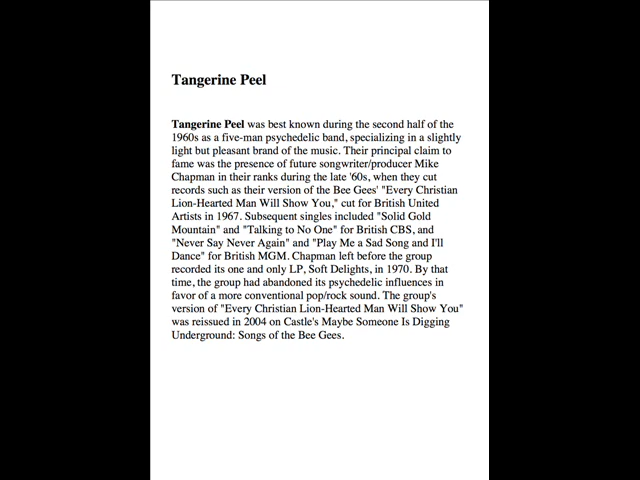 Tangerine Peel
Tangerine Peel was best known during the second half of the
1960s as a five-man psychedelic band, specializing in a slightly
light but pleasant brand of the music. Their principal claim to
fame was the presence of future songwriter/producer Mike
Chapman in their ranks during the late '60s, when they cut
records such as their version of the Bee Gees' "Every Christian
Lion-Hearted Man Will Show You," cut for British United
Artists in 1967. Subsequent singles included "Solid Gold
Mountain" and "Talking to No One" for British CBS, and
"Never Say Never Again" and "Play Me a Sad Song and I'll
Dance" for British MGM. Chapman left before the group
recorded its one and only LP, Soft Delights, in 1970. By that
time, the group had abandoned its psychedelic influences in
favor of a more conventional pop/rock sound. The group's
version of "Every Christian Lion-Hearted Man Will Show You"
was reissued in 2004 on Castle's Maybe Someone Is Digging
Underground: Songs of the Bee Gees.